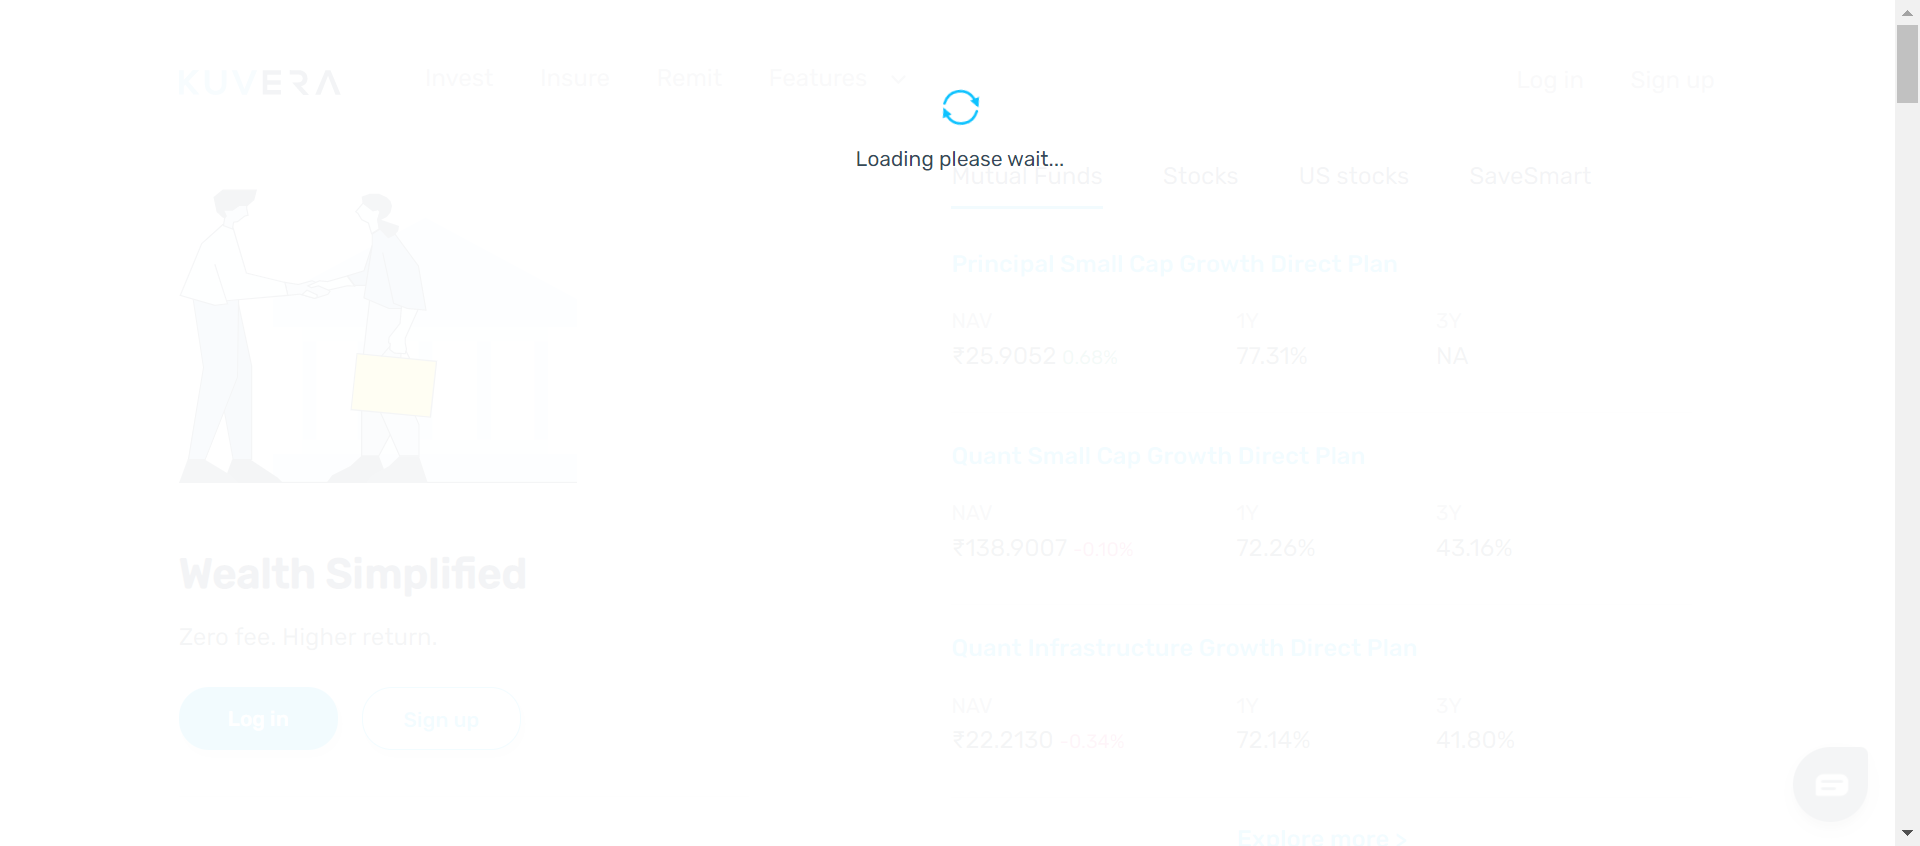 KUVERA
Invest
Insure
Remit
Features
Log in
Sign up
Loading please wait...
Mutual Funds
Stocks
US stocks
SaveSmart
Principal Small Cap Growth Direct Plan
NAV
1Y
3Y
₹25.9052 0.68%
77.31%
NA
Quant Small Cap Growth Direct Plan
NAV
1Y
3Y
₹138.9007 -0.10%
72.26%
43.16%
Quant Infrastructure Growth Direct Plan
NAV
1Y
3Y
₹22.2130 -0.34%
72.14%
41.80%
Explore more >
Wealth Simplified
Zero fee. Higher return.
Log in
Sign up